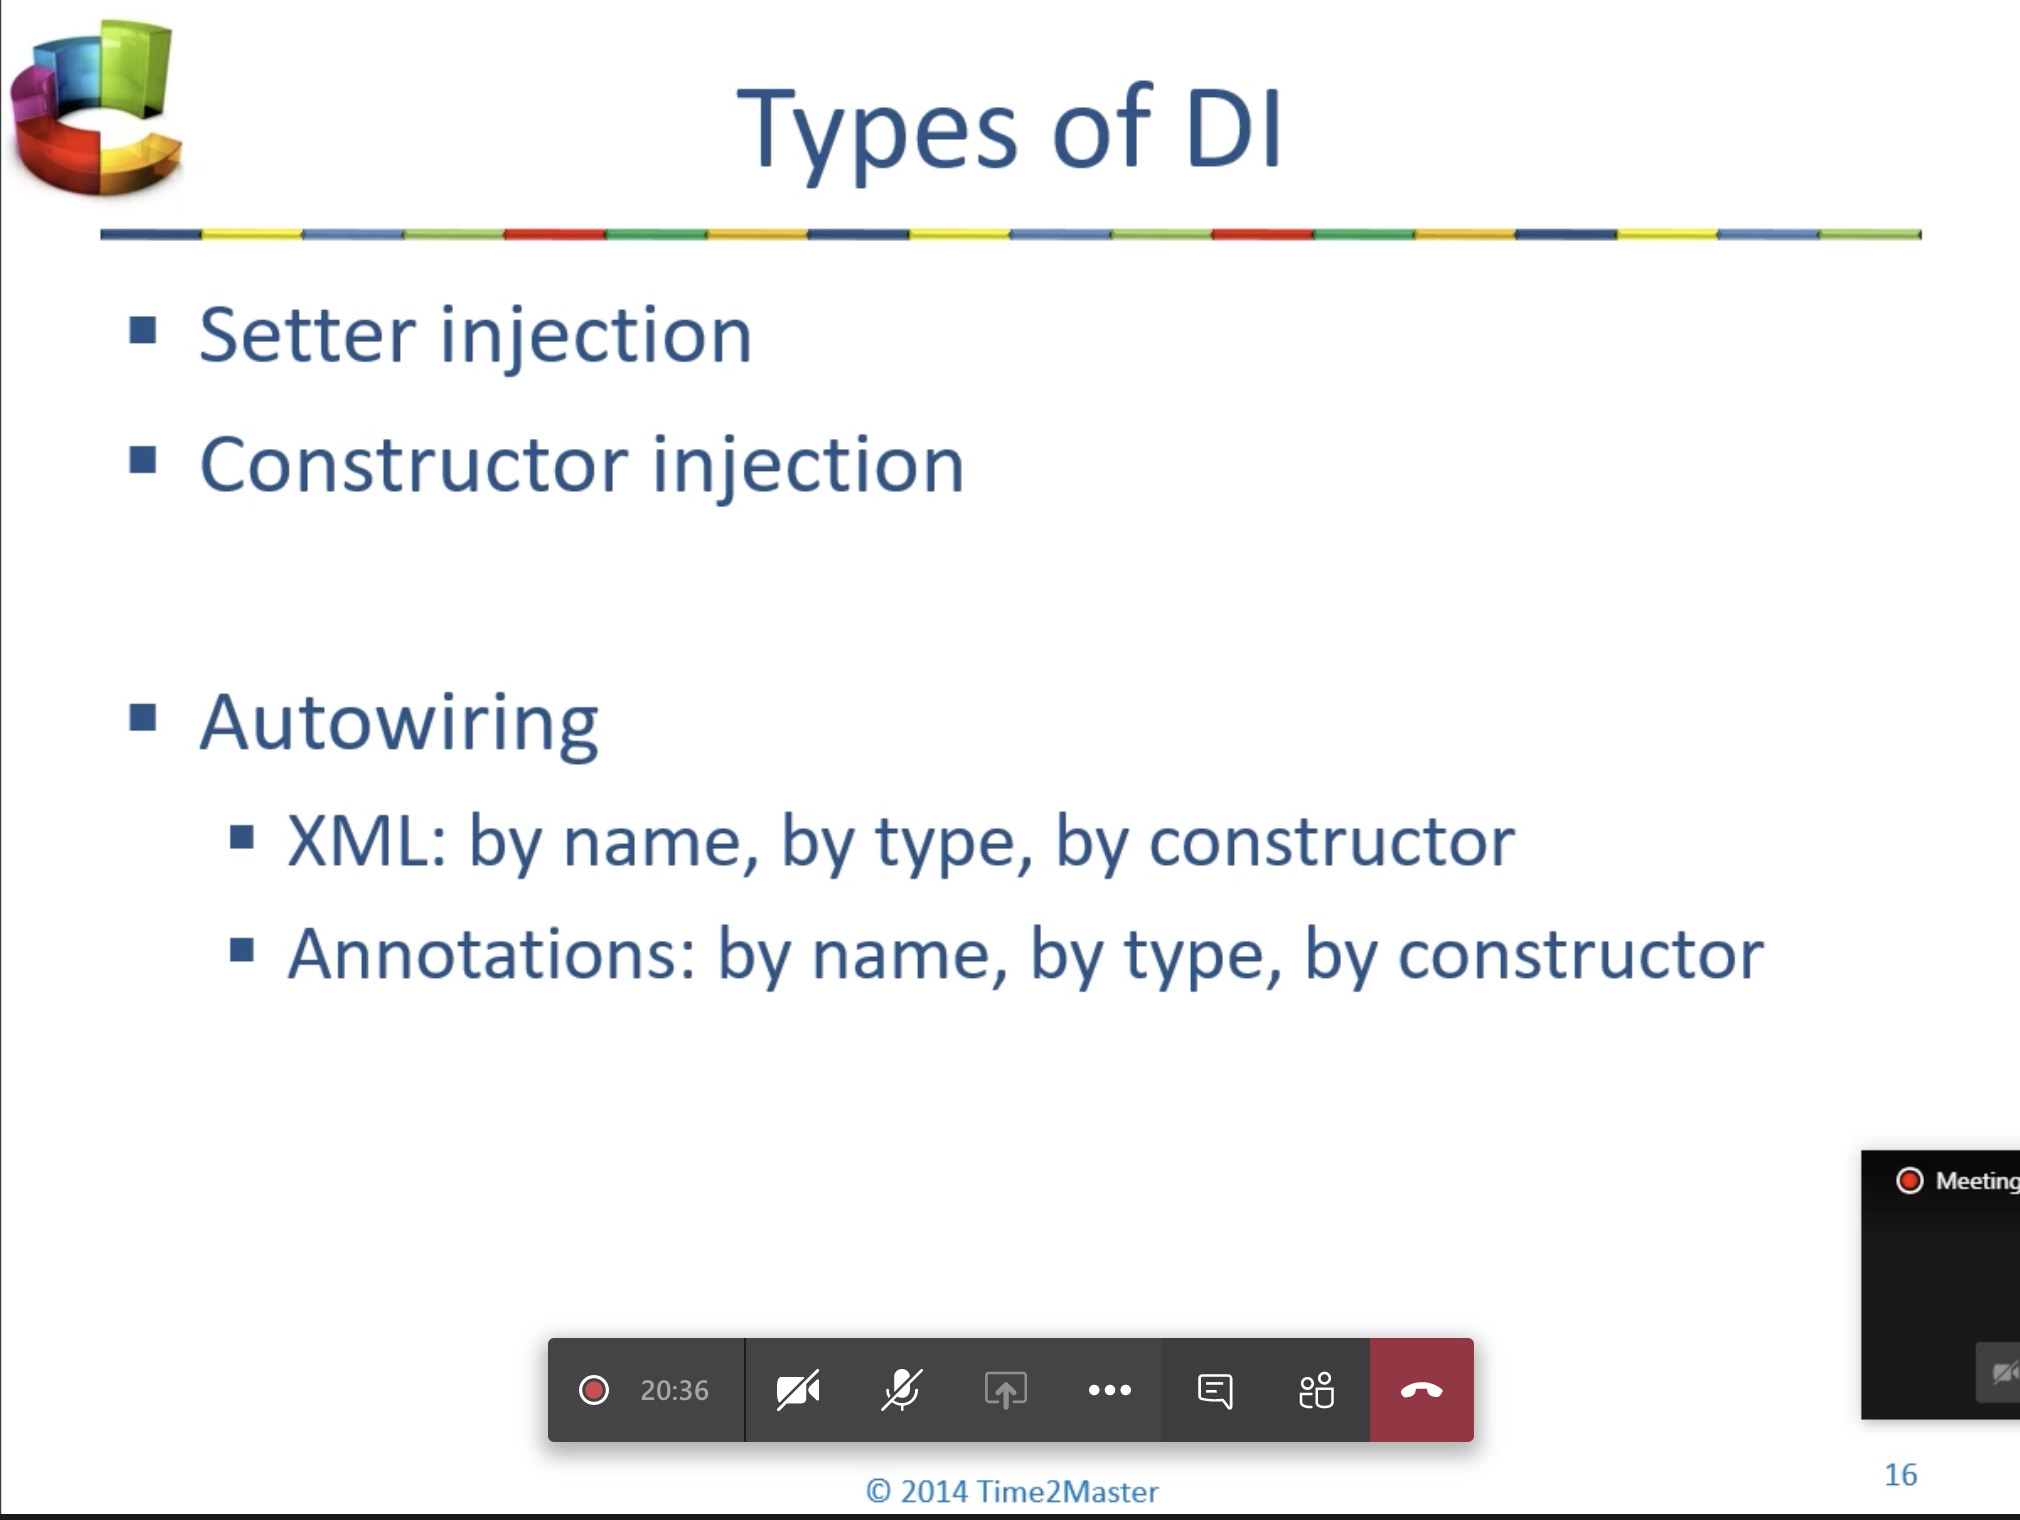 Types of DI
Setter injection
Constructor injection
Autowiring
XML: by name, by type, by constructor
Annotations: by name, by type, by constructor
Meeting
20:36
16
© 2014 Time2Master